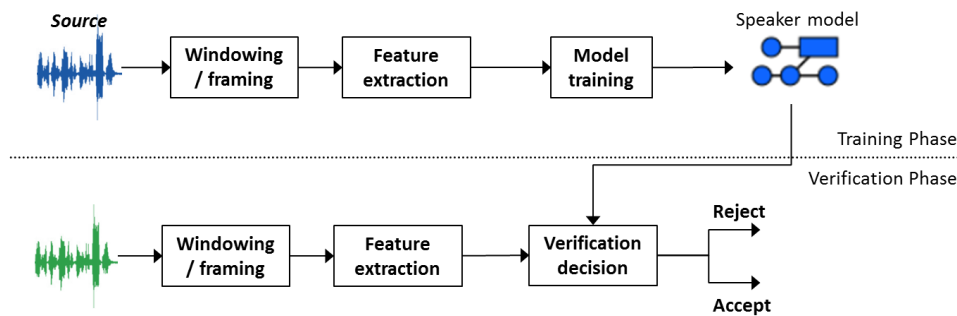 Source
Speaker model
Windowing
/ framing
Feature
extraction
Model
training
Training Phase
Verification Phase
Windowing
/ framing
Feature
extraction
Verification
decision
Reject
Accept